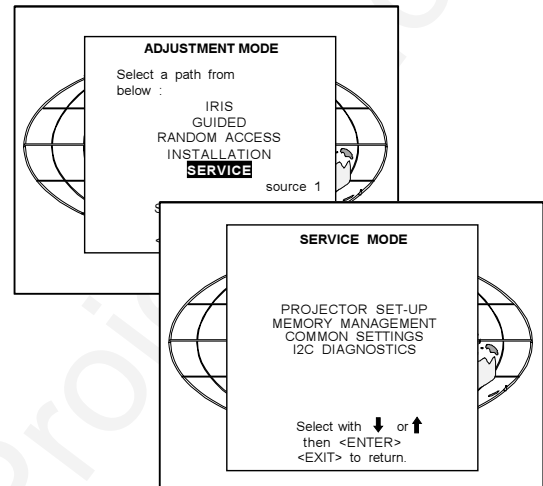 ADJUSTMENT MODE
Select a path from
below :
IRIS
GUIDED
RANDOM ACCESS
INSTALLATION
SERVICE
source 1
SERVICE MODE
PROJECTOR SET-UP
MEMORY MANAGEMENT
COMMON SETTINGS
I2C DIAGNOSTICS
Select with ⬇ or ⬆
then <ENTER>
<EXIT> to return.